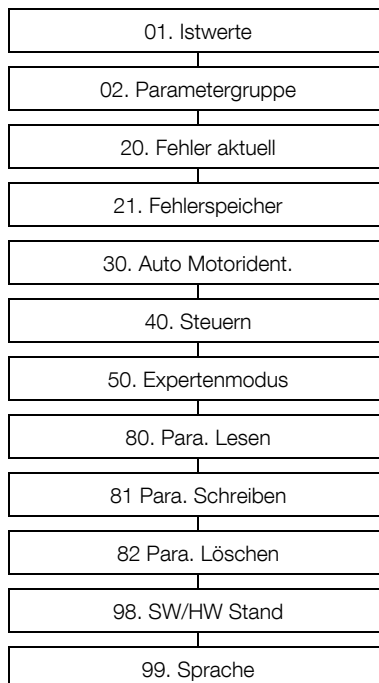 01. Istwerte
02. Parametergruppe
20. Fehler aktuell
21. Fehlerspeicher
30. Auto Motorident.
40. Steuern
50. Expertenmodus
80. Para. Lesen
81 Para. Schreiben
82 Para. Löschen
98. SW/HW Stand
99. Sprache